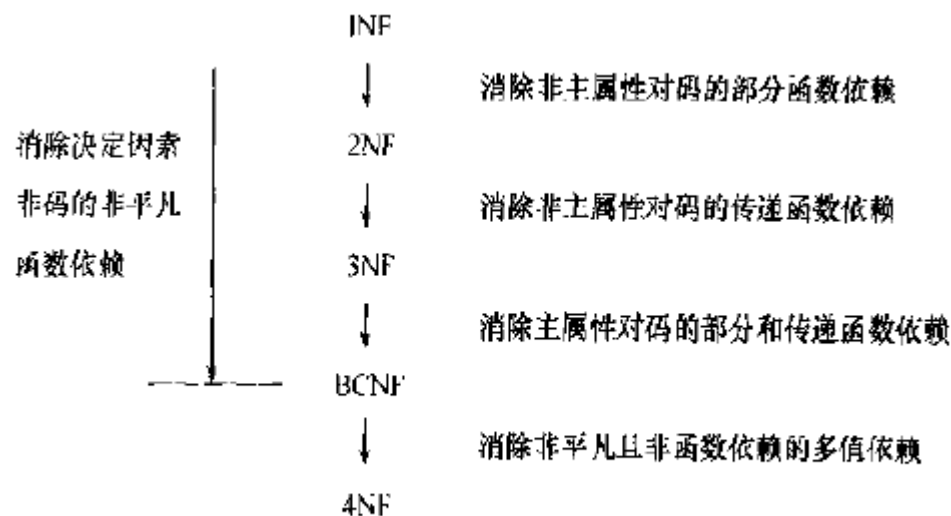 1NF
消除非主属性对码的部分函数依赖
消除决定因素
2NF
非码的非平凡
消除非主属性对码的传递函数依赖
函数依赖
3NF
消除主属性对码的部分和传递函数依赖
BCNF
消除非平凡且非函数依赖的多值依赖
4NF